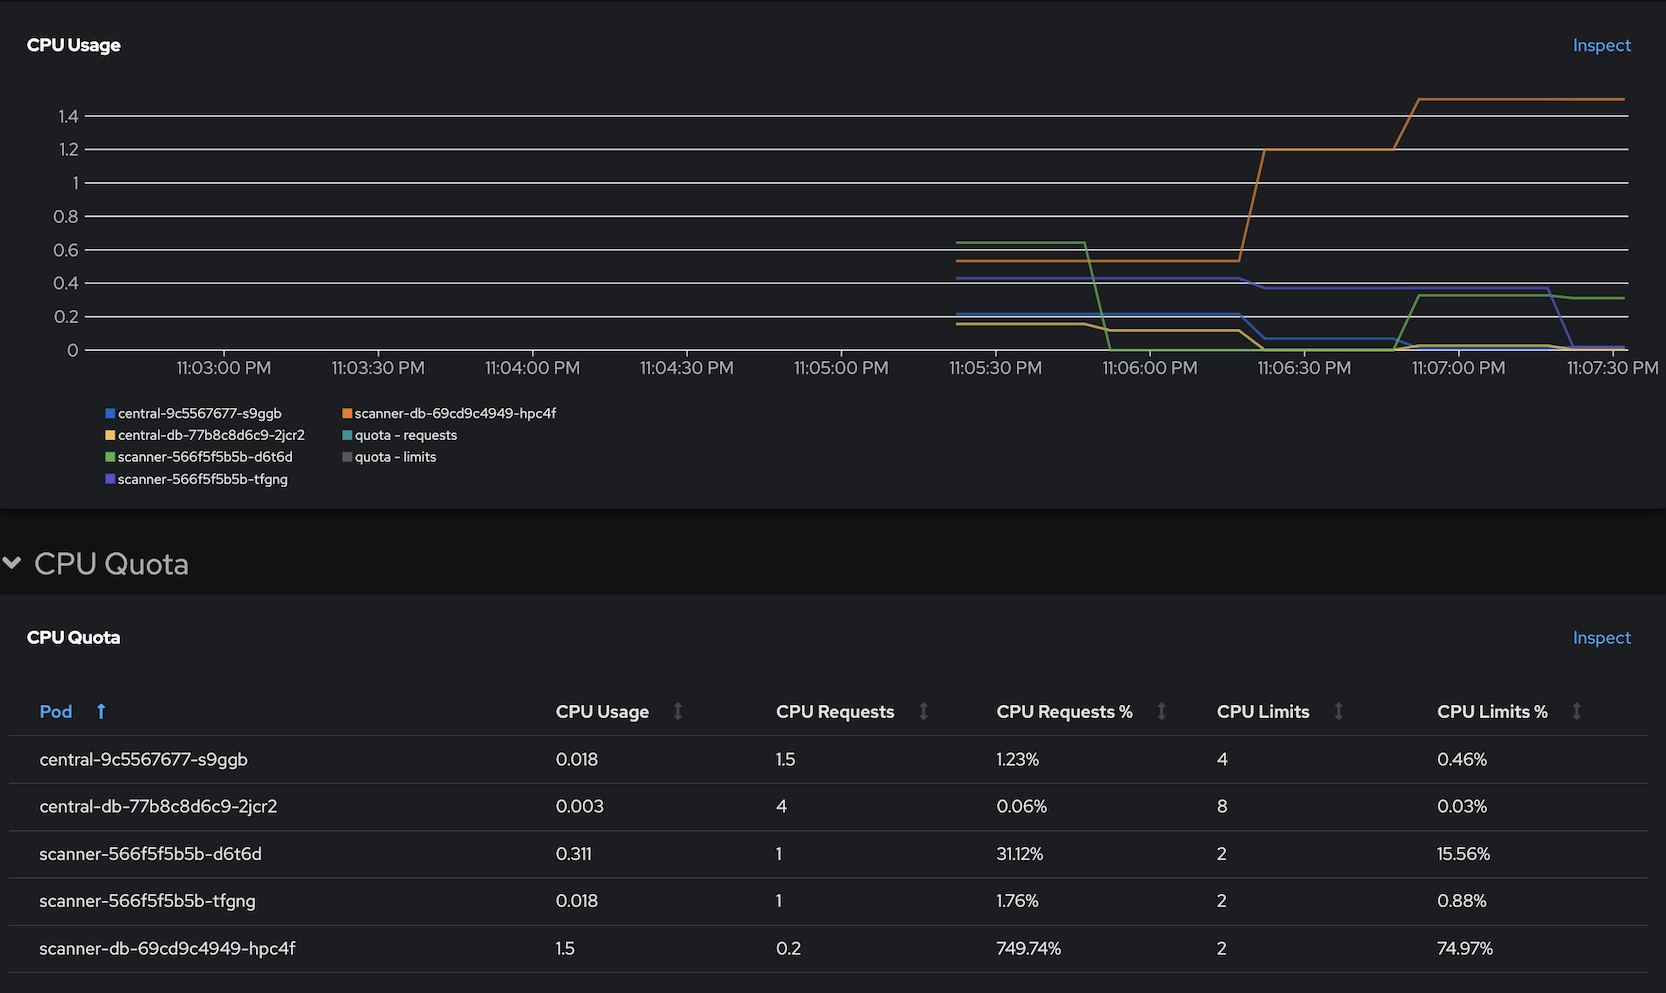 CPU Usage
Inspect
1.4
1.2
1
0.8
0.6
0.4
0.2
0
11:03:00 PM 11:03:30 PM 11:04:00 PM 11:04:30 PM 11:05:00 PM 11:05:30 PM 11:06:00 PM 11:06:30 PM 11:07:00 PM 11:07:30 PM
central-9c5567677-s9ggb scanner-db-69cd9c4949-hpc4f
central-db-77b8c8d6c9-2jcr2 quota - requests
scanner-566f5f5b5b-d6t6d quota - limits
scanner-566f5f5b5b-tfgng
CPU Quota
CPU Quota
Inspect
Pod CPU Usage CPU Requests CPU Requests % CPU Limits CPU Limits %
central-9c5567677-s9ggb 0.018 1.5 1.23% 4 0.46%
central-db-77b8c8d6c9-2jcr2 0.003 4 0.06% 8 0.03%
scanner-566f5f5b5b-d6t6d 0.311 1 31.12% 2 15.56%
scanner-566f5f5b5b-tfgng 0.018 1 1.76% 2 0.88%
scanner-db-69cd9c4949-hpc4f 1.5 0.2 749.74% 2 74.97%